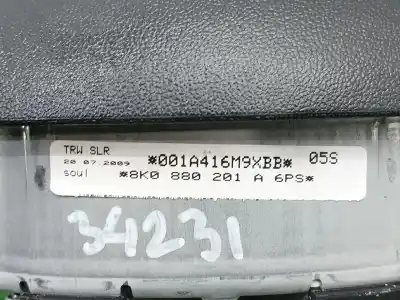 TRW SLR
20.07.2009 *001A416M9XBB* 05S
soul *8K0 880 201 A 6PS*
34231